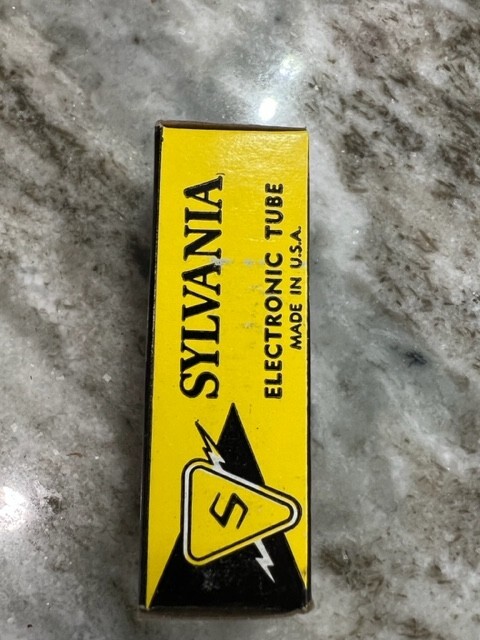 SYLVANIA
ELECTRONIC TUBE
MADE IN U.S.A.
S